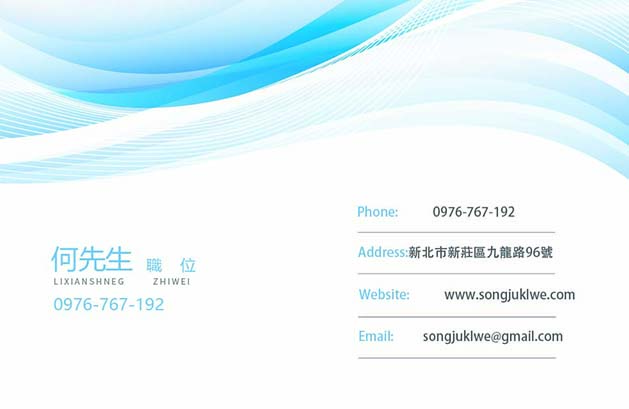 何先生 職 位
LIXIANSHNEG ZHIWEI
0976-767-192
Phone: 0976-767-192
Address:新北市新莊區九龍路96號
Website: www.songjuklwe.com
Email: songjuklwe@gmail.com